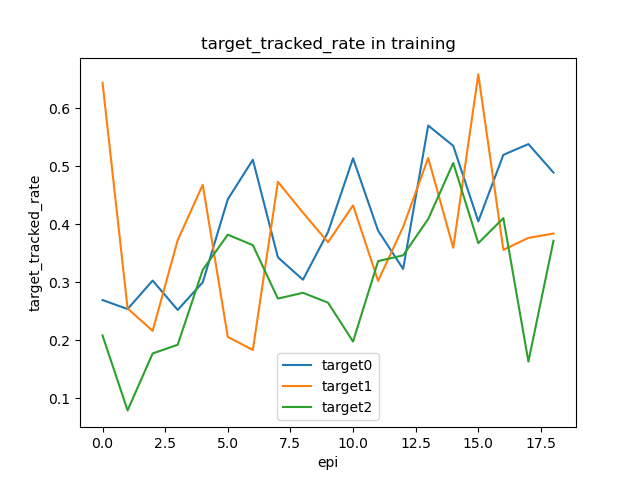 target_tracked_rate in training
target_tracked_rate
0.6
0.5
0.4
0.3
0.2
0.1
target0
target1
target2
0.0 2.5 5.0 7.5 10.0 12.5 15.0 17.5
epi